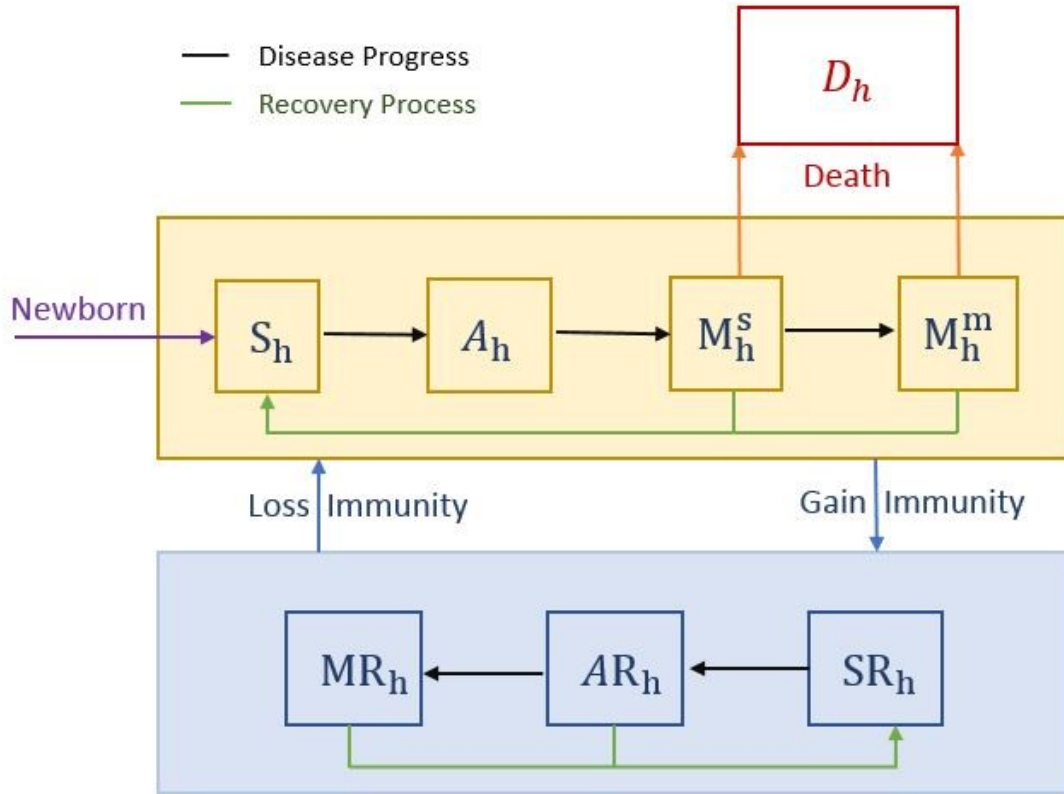 Disease Progress
Recovery Process
D_h
Death
Newborn
S_h
A_h
M_h^s
M_h^m
Loss Immunity
Gain Immunity
MR_h
AR_h
SR_h